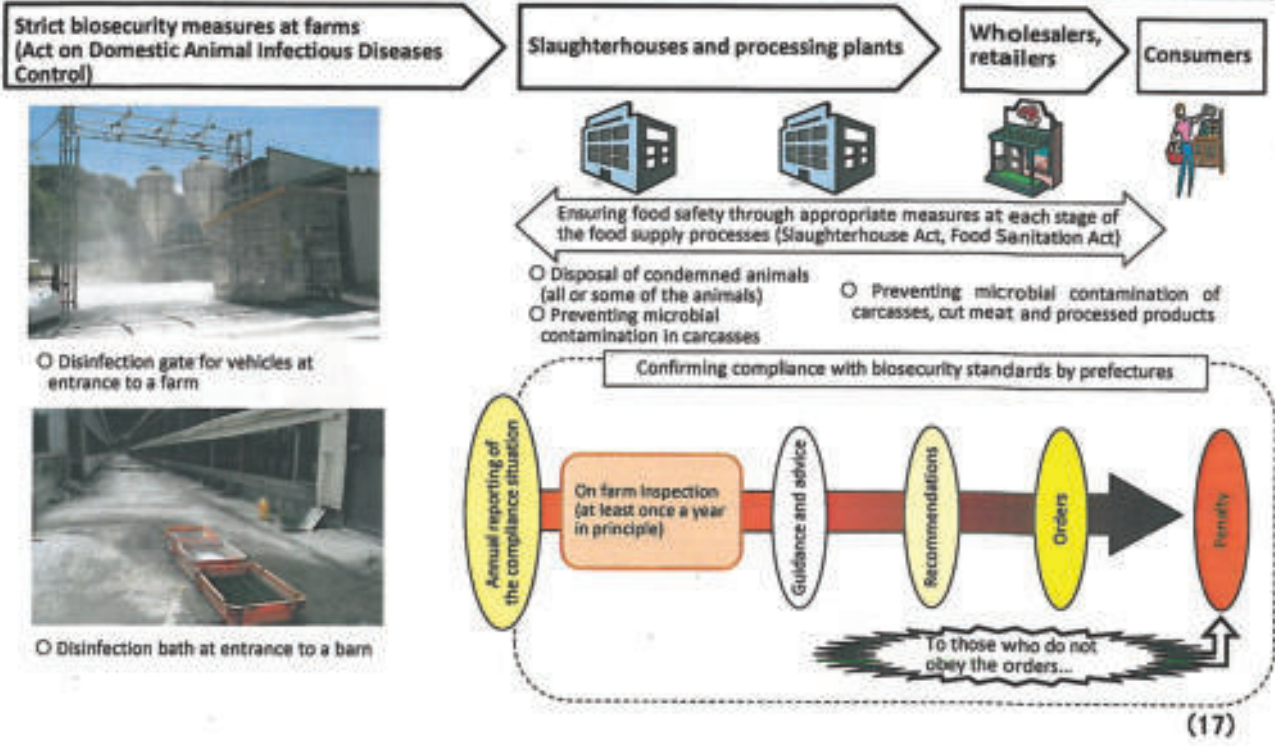 Strict biosecurity measures at farms
(Act on Domestic Animal Infectious Diseases
Control)
Slaughterhouses and processing plants
Wholesalers,
retailers
Consumers
Ensuring food safety through appropriate measures at each stage of
the food supply processes (Slaughterhouse Act, Food Sanitation Act)
O Disposal of condemned animals
(all or some of the animals)
O Preventing microbial
contamination in carcasses
O Preventing microbial contamination of
carcasses, cut meat and processed products
O Disinfection gate for vehicles at
entrance to a farm
O Disinfection bath at entrance to a barn
Confirming compliance with biosecurity standards by prefectures
Annual reporting of
the compliance situation
On farm inspection
(at least once a year
in principle)
Guidance and advice
Recommendations
Orders
Penalty
To those who do not
obey the orders...
(17)